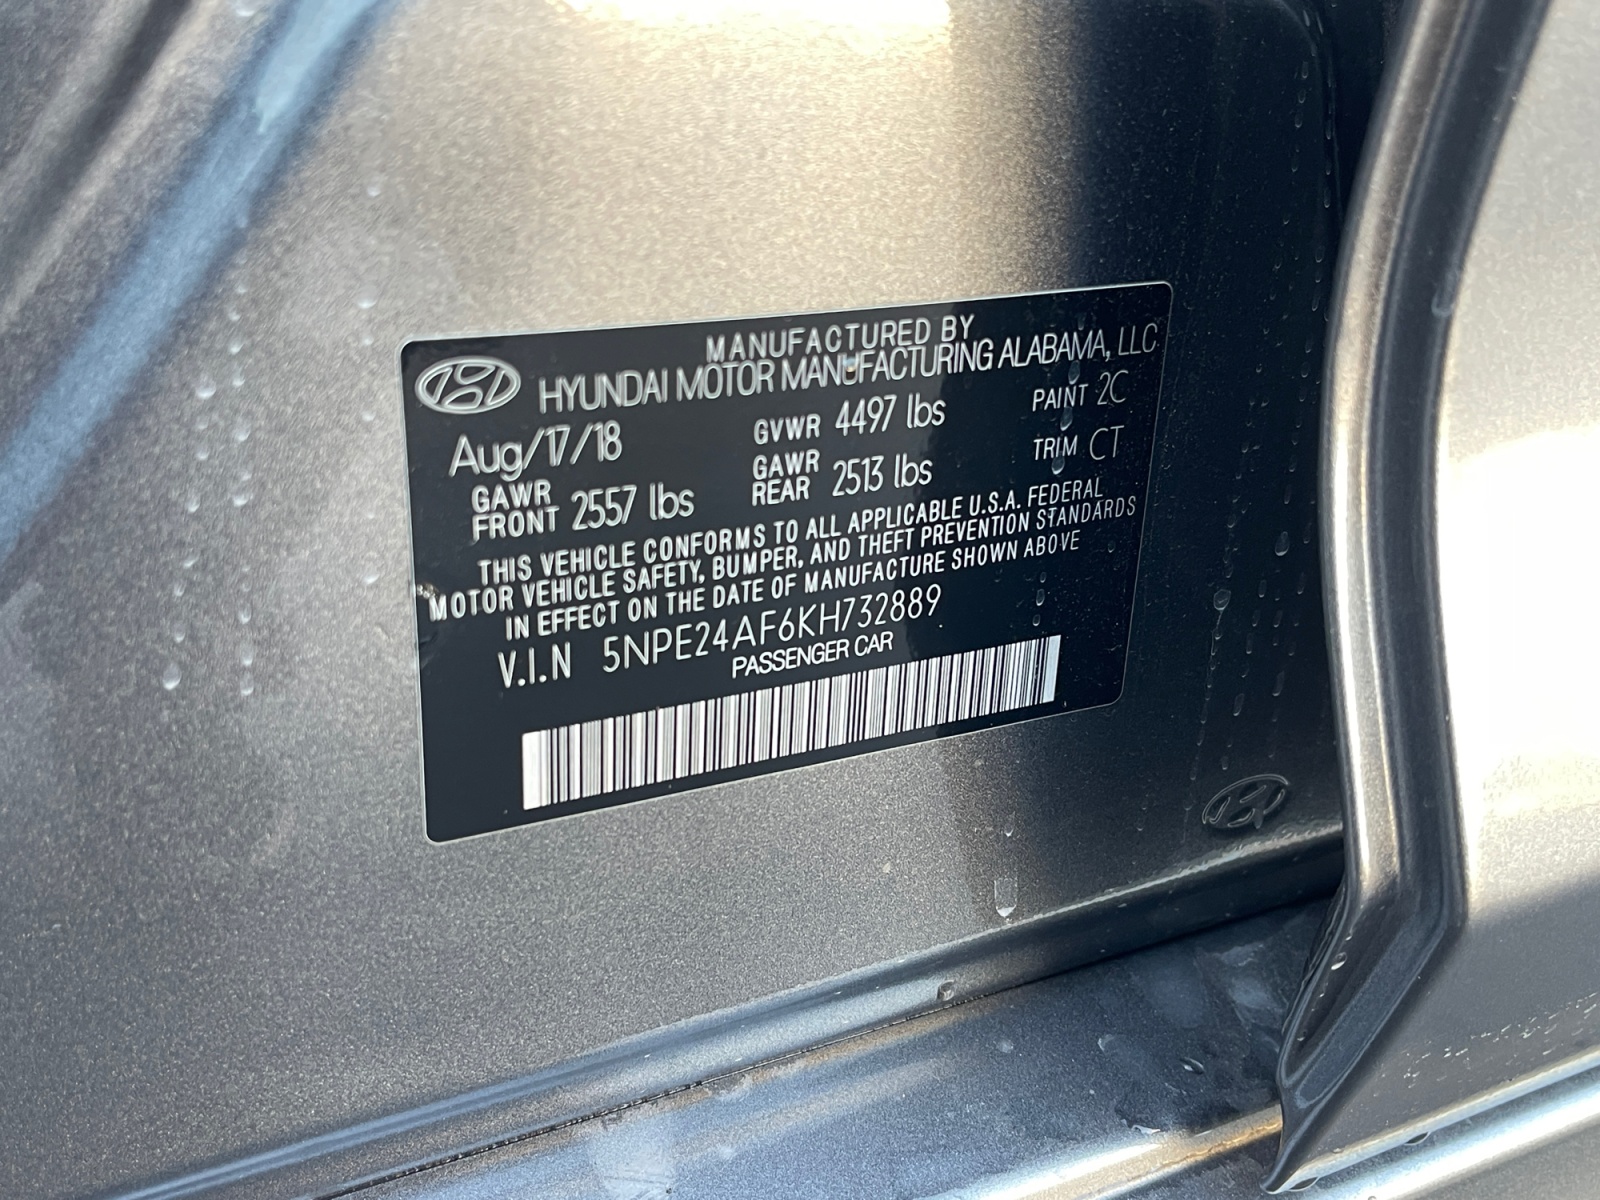 MANUFACTURED BY
HYUNDAI MOTOR MANUFACTURING ALABAMA, LLC
Aug/17/18 GVWR 4497 lbs PAINT 2C
GAWR FRONT 2557 lbs GAWR REAR 2513 lbs TRIM CT
THIS VEHICLE CONFORMS TO ALL APPLICABLE U.S.A. FEDERAL
MOTOR VEHICLE SAFETY, BUMPER, AND THEFT PREVENTION STANDARDS
IN EFFECT ON THE DATE OF MANUFACTURE SHOWN ABOVE
V.I.N 5NPE24AF6KH732889
PASSENGER CAR